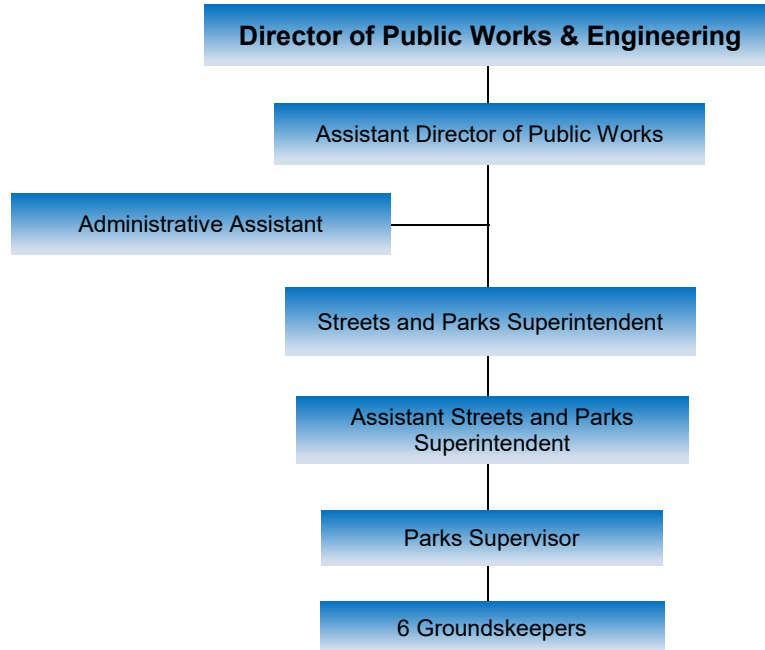 Director of Public Works & Engineering
Assistant Director of Public Works
Administrative Assistant
Streets and Parks Superintendent
Assistant Streets and Parks
Superintendent
Parks Supervisor
6 Groundskeepers